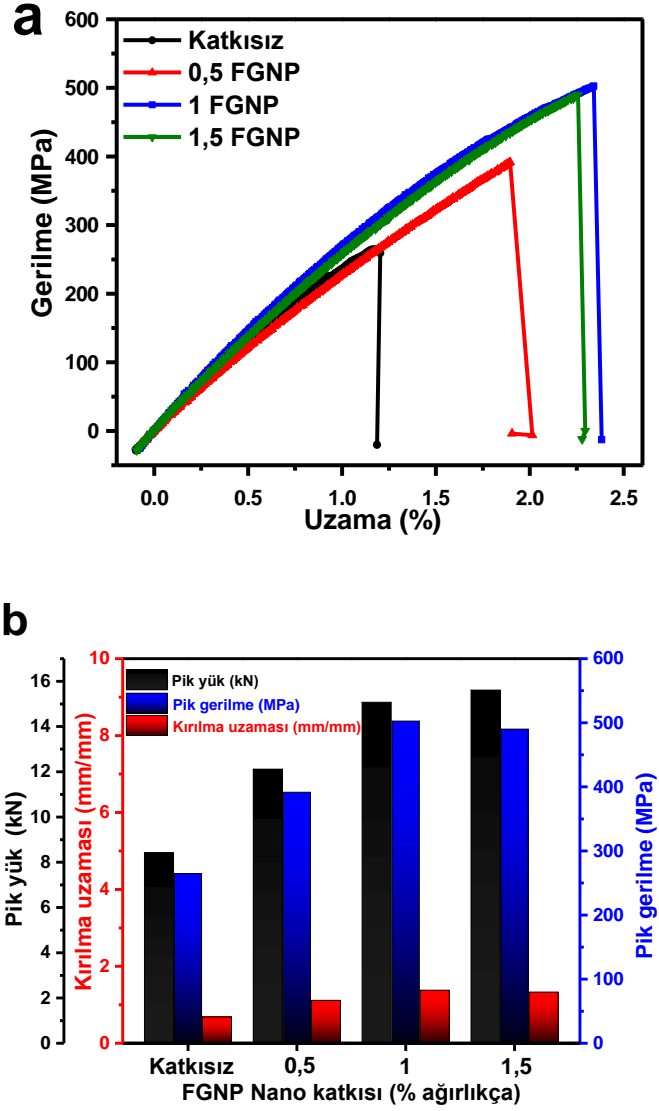 a
600
500
400
300
200
100
0
Gerilme (MPa)
Katkısız
0,5 FGNP
1 FGNP
1,5 FGNP
0.0 0.5 1.0 1.5 2.0 2.5
Uzama (%)
b
16
14
12
10
8
6
4
2
0
Pik yük (kN)
10
8
6
4
2
0
Kırılma uzaması (mm/mm)
Pik yük (kN)
Pik gerilme (MPa)
Kırılma uzaması (mm/mm)
600
500
400
300
200
100
0
Pik gerilme (MPa)
Katkısız 0,5 1 1,5
FGNP Nano katkısı (% ağırlıkça)